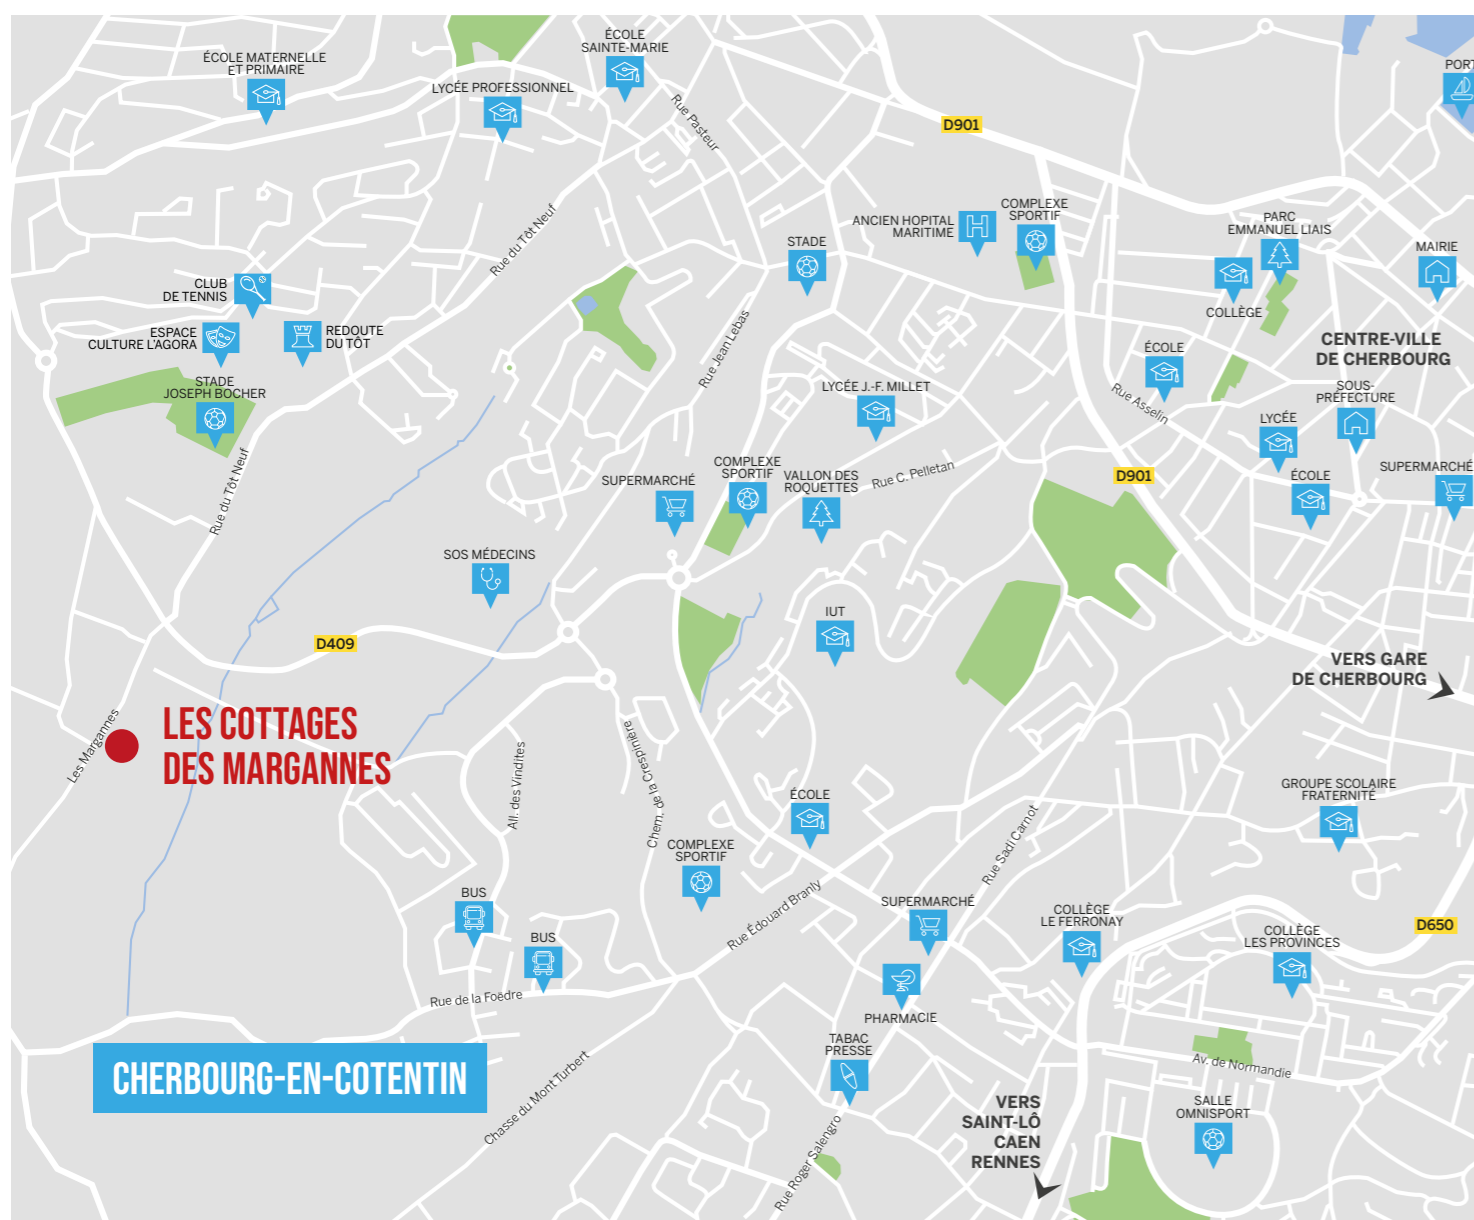 ÉCOLE
SAINTE-MARIE
ÉCOLE MATERNELLE
ET PRIMAIRE
LYCÉE PROFESSIONNEL
PORT
Rue Pasteur
D901
Rue du Tôt Neuf
ANCIEN HOPITAL
MARITIME
COMPLEXE
SPORTIF
STADE
PARC
EMMANUEL LIAIS
MAIRIE
COLLÈGE
CLUB
DE TENNIS
ESPACE
CULTURE L'AGORA
REDOUTE
DU TÔT
STADE
JOSEPH BOCHER
Rue Jean Lebas
ÉCOLE
CENTRE-VILLE
DE CHERBOURG
LYCÉE J.-F. MILLET
Rue Asselin
SOUS-
PRÉFECTURE
LYCÉE
Rue du Tôt Neuf
SUPERMARCHÉ
COMPLEXE
SPORTIF
VALLON DES
ROQUETTES
Rue C. Pelletan
D901
ÉCOLE
SUPERMARCHÉ
SOS MÉDECINS
IUT
D409
VERS GARE
DE CHERBOURG
Les Margannes
LES COTTAGES
DES MARGANNES
All. des Vindites
Chem. de la Crespinière
ÉCOLE
GROUPE SCOLAIRE
FRATERNITÉ
COMPLEXE
SPORTIF
Rue Sadi Carnot
BUS
BUS
Rue Édouard Branly
SUPERMARCHÉ
COLLÈGE
LE FERRONAY
COLLÈGE
LES PROVINCES
D650
Rue de la Foëdre
PHARMACIE
TABAC
PRESSE
CHERBOURG-EN-COTENTIN
Chasse du Mont Turbert
Av. de Normandie
VERS
SAINT-LÔ
CAEN
RENNES
SALLE
OMNISPORT
Rue Roger Salengro